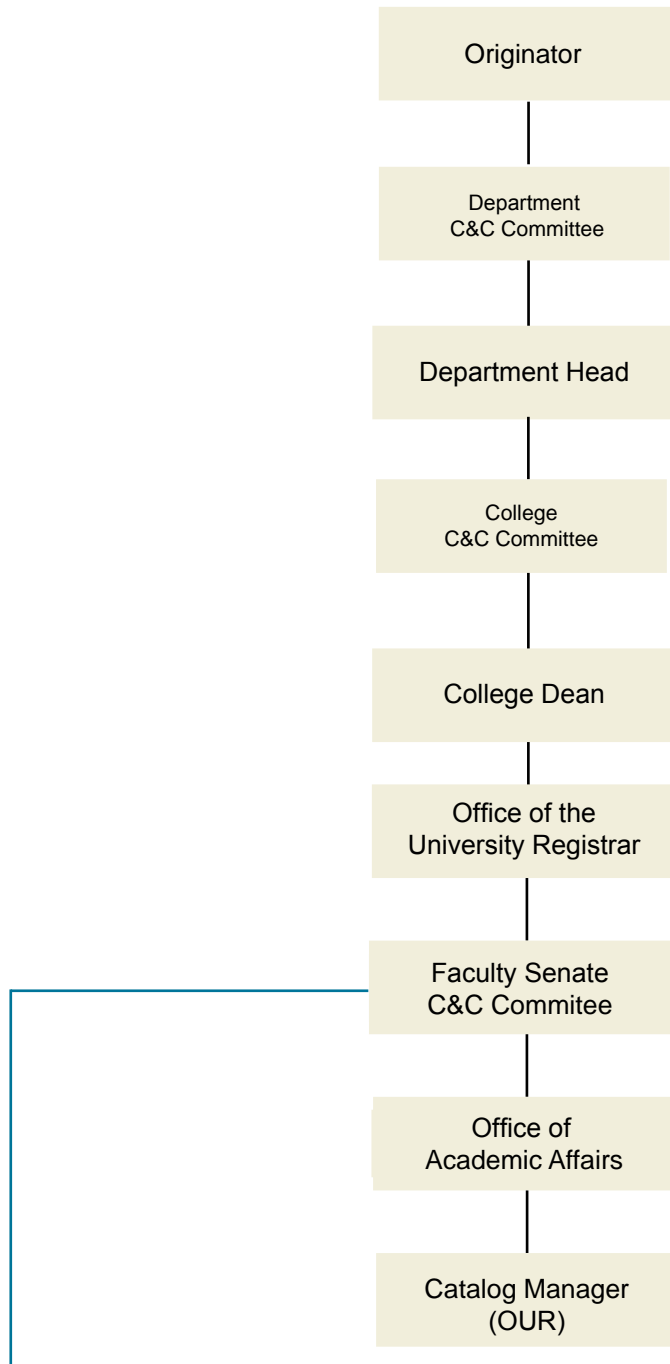 Originator
Department
C&C Committee
Department Head
College
C&C Committee
College Dean
Office of the
University Registrar
Faculty Senate
C&C Commitee
Office of
Academic Affairs
Catalog Manager
(OUR)